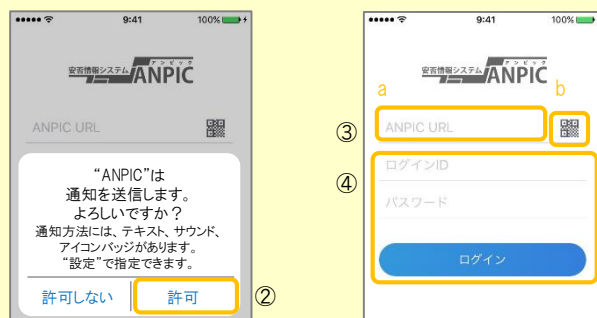 9:41
100%
安否情報システム
アンピック
ANPIC
ANPIC URL
“ANPIC”は
通知を送信します。
よろしいですか？
通知方法には、テキスト、サウンド、
アイコンバッジがあります。
“設定”で指定できます。
許可しない
許可
②
9:41
100%
安否情報システム
アンピック
ANPIC
a
b
③
ANPIC URL
④
ログインID
パスワード
ログイン